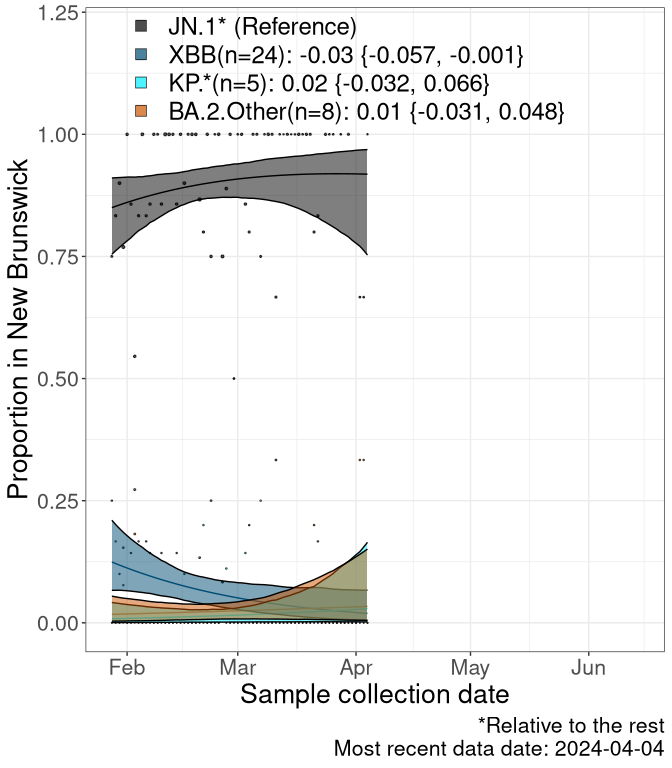 JN.1* (Reference)
XBB(n=24): -0.03 {-0.057, -0.001}
KP.*(n=5): 0.02 {-0.032, 0.066}
BA.2.Other(n=8): 0.01 {-0.031, 0.048}
1.25
1.00
0.75
0.50
0.25
0.00
Proportion in New Brunswick
Feb Mar Apr May Jun
Sample collection date
*Relative to the rest
Most recent data date: 2024-04-04